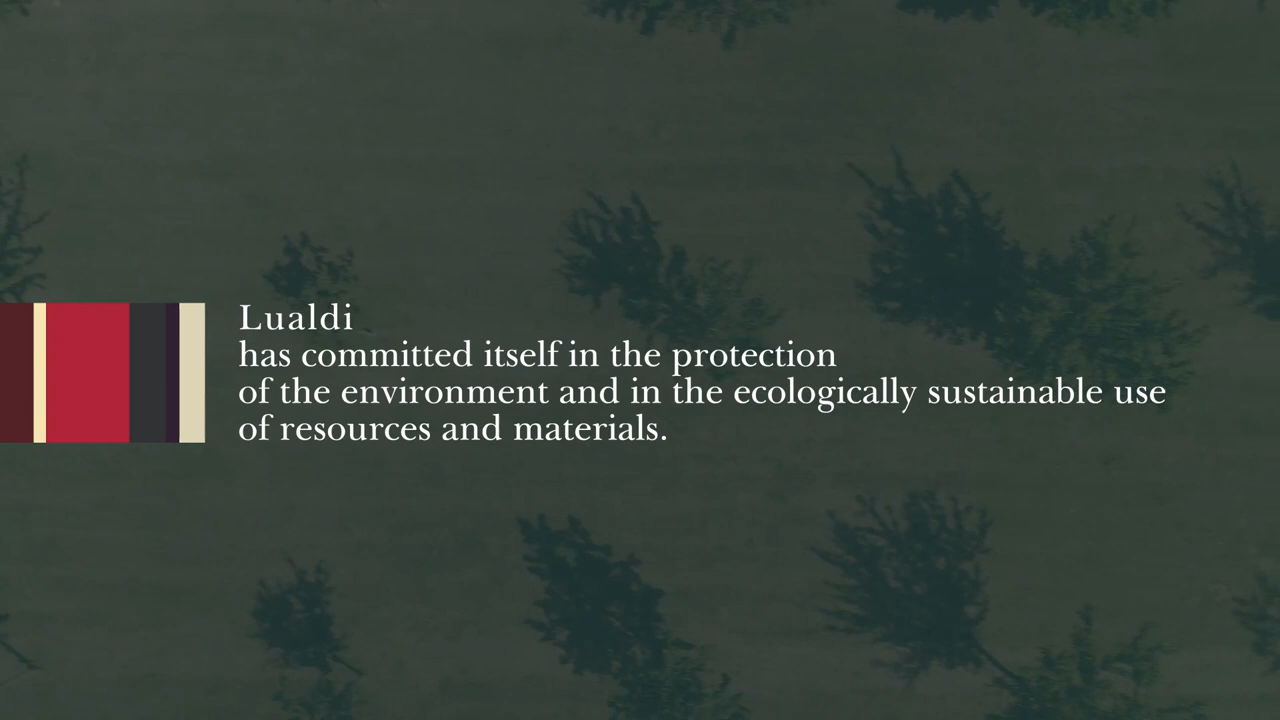 Lualdi
has committed itself in the protection
of the environment and in the ecologically sustainable use
of resources and materials.